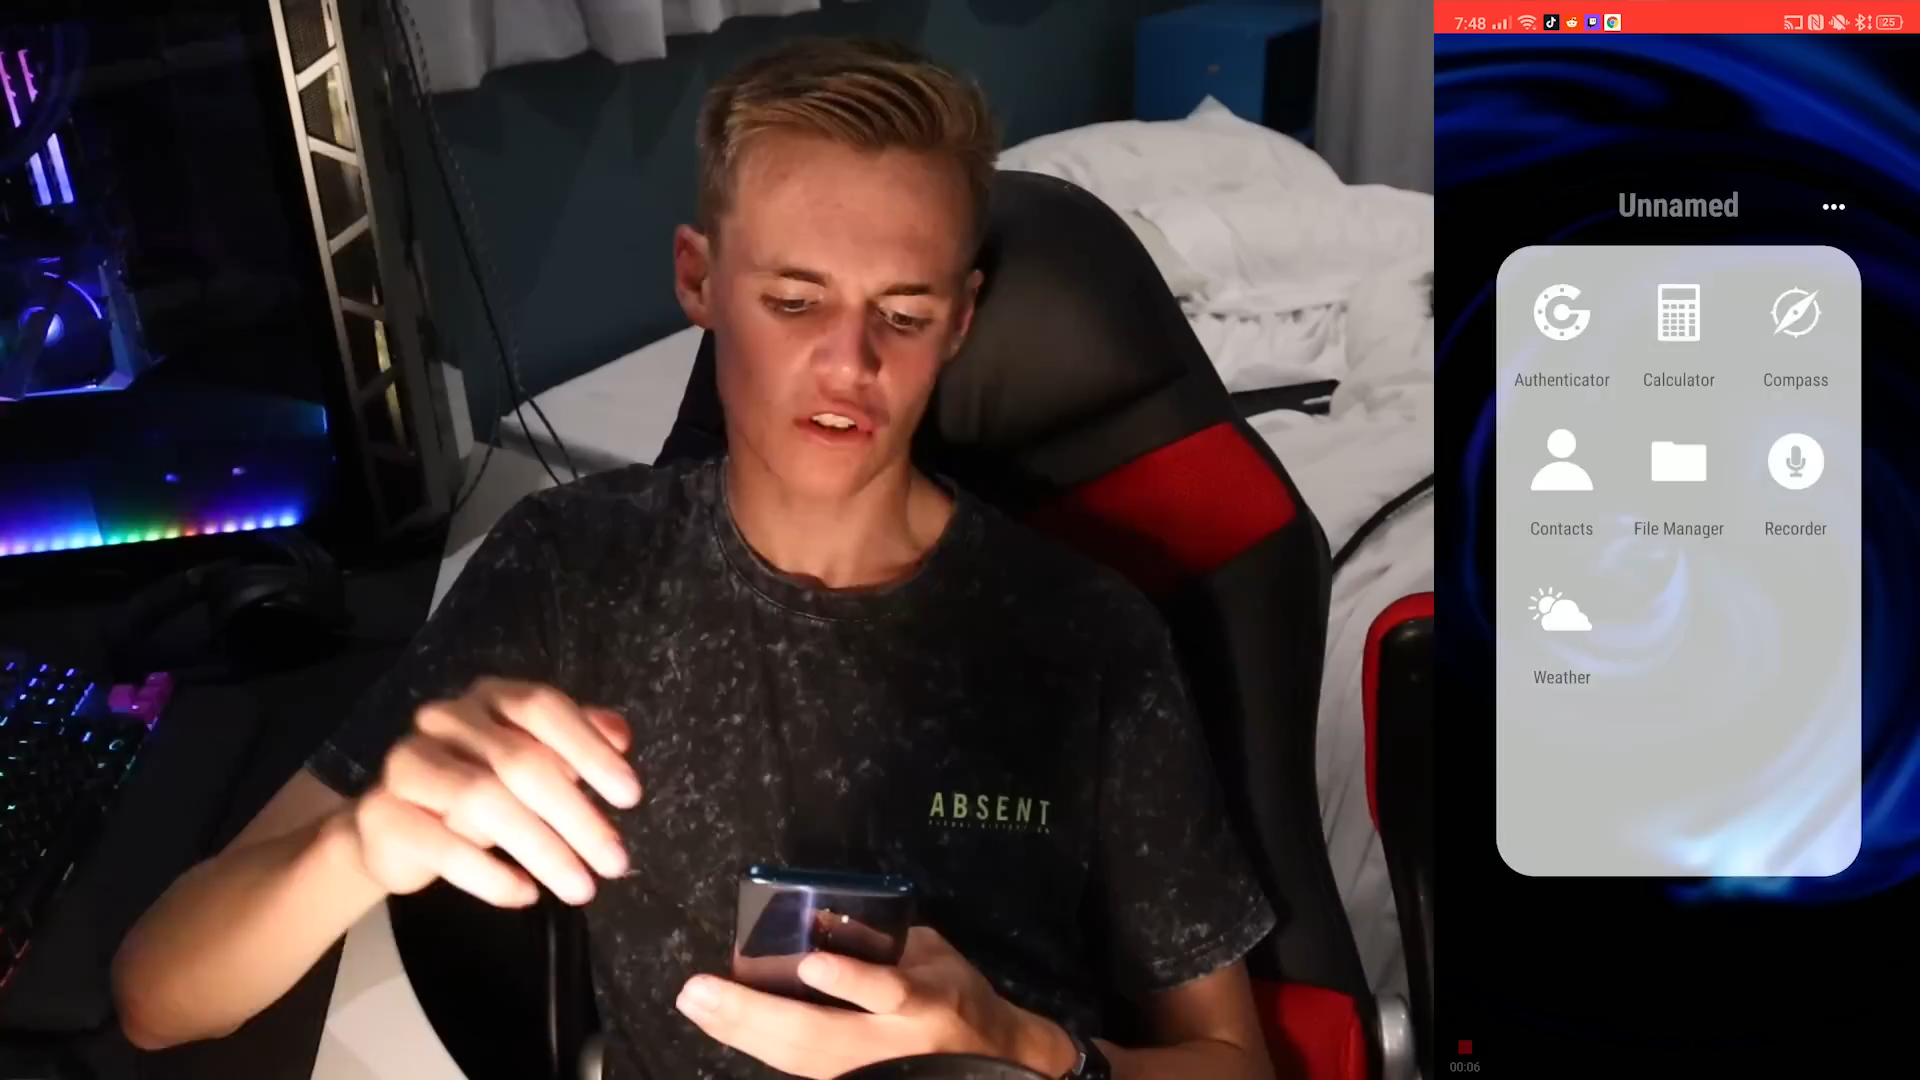 7:48
25
Unnamed
Authenticator Calculator Compass
Contacts File Manager Recorder
Weather
ABSENT
00:06